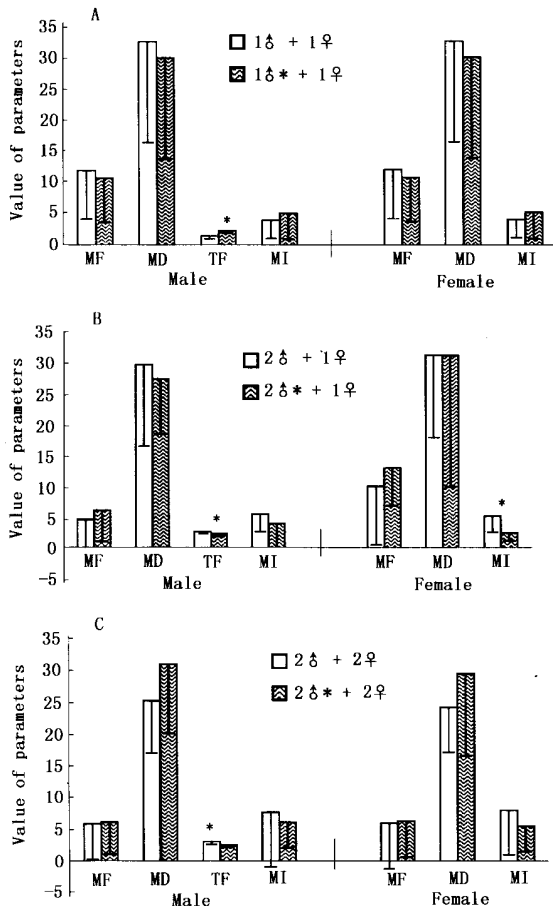 A
1♂ + 1♀
1♂* + 1♀
Value of parameters
35
30
25
20
15
10
5
0
*
MF MD TF MI MF MD MI
Male Female
B
2♂ + 1♀
2♂* + 1♀
Value of parameters
35
30
25
20
15
10
5
0
-5
* *
MF MD TF MI MF MD MI
Male Female
C
2♂ + 2♀
2♂* + 2♀
Value of parameters
35
30
25
20
15
10
5
0
-5
*
MF MD TF MI MF MD MI
Male Female